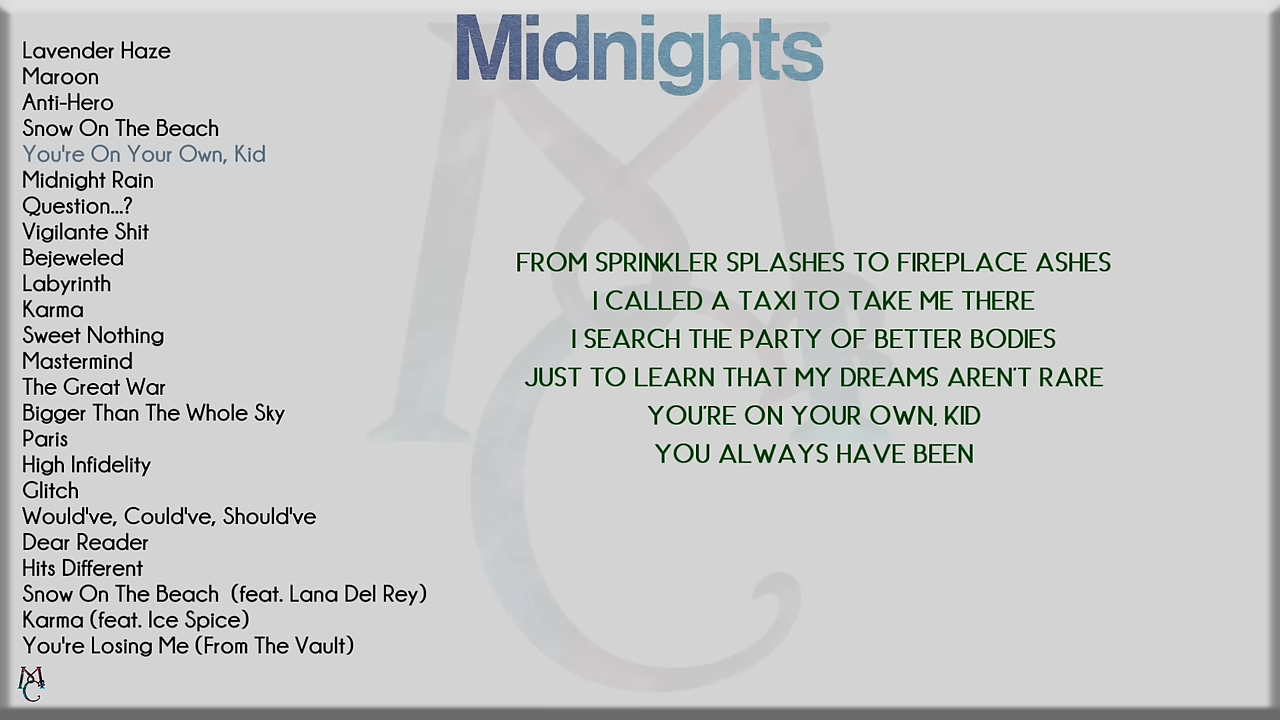 Midnights
Lavender Haze
Maroon
Anti-Hero
Snow On The Beach
You're On Your Own, Kid
Midnight Rain
Question...?
Vigilante Shit
Bejeweled
Labyrinth
Karma
Sweet Nothing
Mastermind
The Great War
Bigger Than The Whole Sky
Paris
High Infidelity
Glitch
Would've, Could've, Should've
Dear Reader
Hits Different
Snow On The Beach (feat. Lana Del Rey)
Karma (feat. Ice Spice)
You're Losing Me (From The Vault)
FROM SPRINKLER SPLASHES TO FIREPLACE ASHES
I CALLED A TAXI TO TAKE ME THERE
I SEARCH THE PARTY OF BETTER BODIES
JUST TO LEARN THAT MY DREAMS AREN'T RARE
YOU'RE ON YOUR OWN, KID
YOU ALWAYS HAVE BEEN